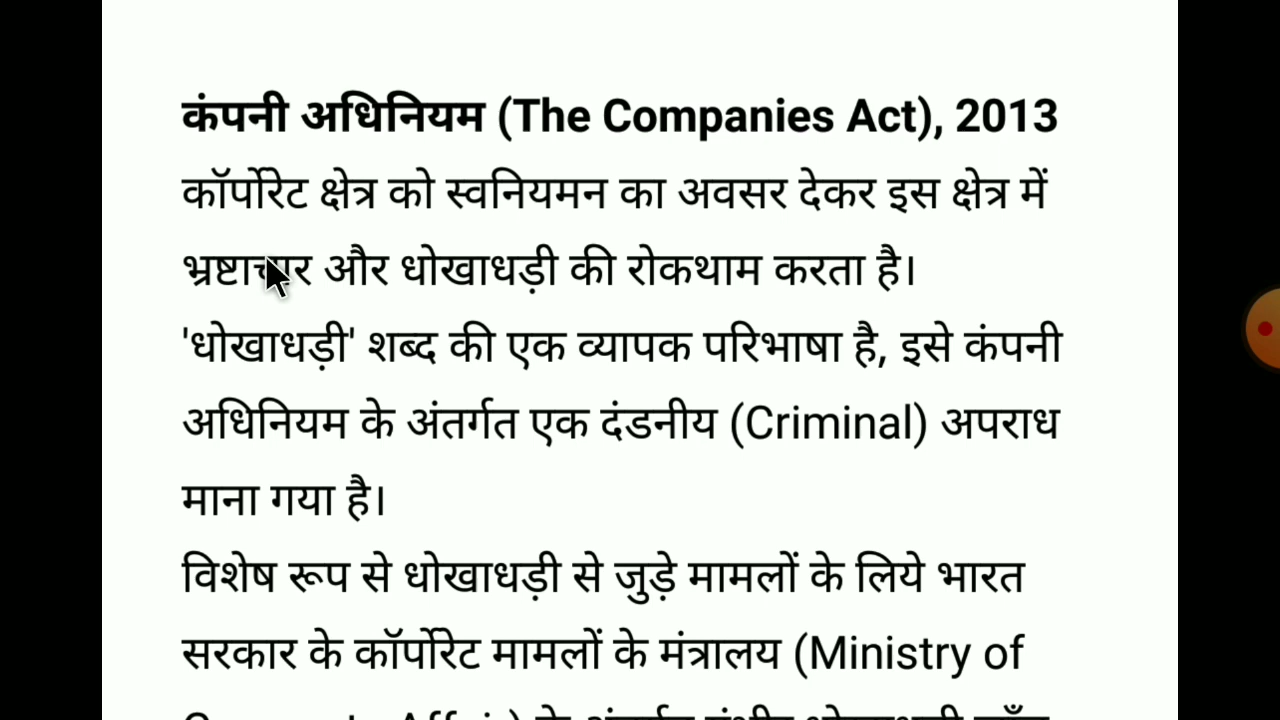 कंपनी अधिनियम (The Companies Act), 2013
कॉर्पोरेट क्षेत्र को स्वनियमन का अवसर देकर इस क्षेत्र में
भ्रष्टाचार और धोखाधड़ी की रोकथाम करता है।
'धोखाधड़ी' शब्द की एक व्यापक परिभाषा है, इसे कंपनी
अधिनियम के अंतर्गत एक दंडनीय (Criminal) अपराध
माना गया है।
विशेष रूप से धोखाधड़ी से जुड़े मामलों के लिये भारत
सरकार के कॉर्पोरेट मामलों के मंत्रालय (Ministry of